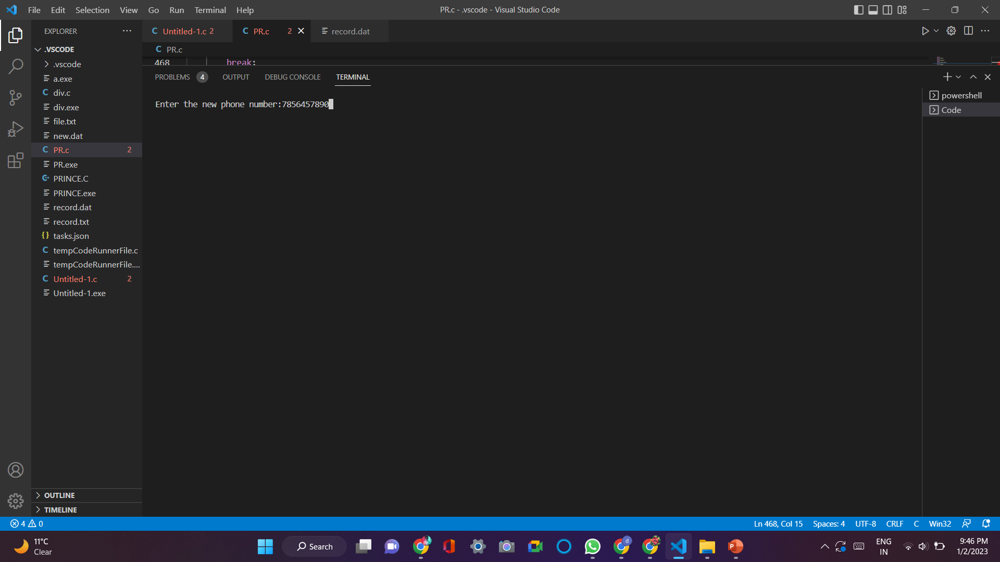 File Edit Selection View Go Run Terminal Help
PR.c - .vscode - Visual Studio Code
EXPLORER
.VSCODE
.vscode
a.exe
div.c
div.exe
file.txt
new.dat
PR.c 2
PR.exe
PRINCE.C
PRINCE.exe
record.dat
record.txt
tasks.json
tempCodeRunnerFile.c
tempCodeRunnerFile....
Untitled-1.c 2
Untitled-1.exe
OUTLINE
TIMELINE
Untitled-1.c 2 PR.c 2 record.dat
PR.c
468 break;
PROBLEMS 4 OUTPUT DEBUG CONSOLE TERMINAL
Enter the new phone number:7856457890
powershell
Code
4 0
Ln 468, Col 15 Spaces: 4 UTF-8 CRLF C Win32
11°C
Clear
Search
d
P
ENG
IN
9:46 PM
1/2/2023